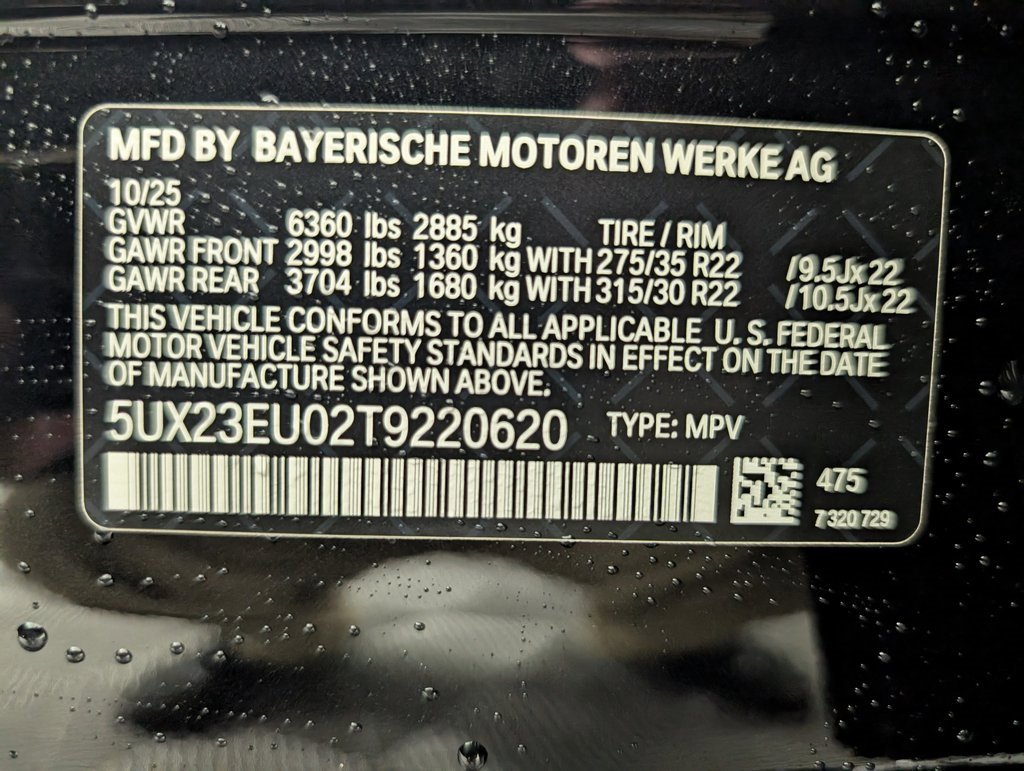 MFD BY BAYERISCHE MOTOREN WERKE AG
10/25
GVWR 6360 lbs 2885 kg TIRE / RIM
GAWR FRONT 2998 lbs 1360 kg WITH 275/35 R22 /9.5Jx22
GAWR REAR 3704 lbs 1680 kg WITH 315/30 R22 /10.5Jx22
THIS VEHICLE CONFORMS TO ALL APPLICABLE U. S. FEDERAL
MOTOR VEHICLE SAFETY STANDARDS IN EFFECT ON THE DATE
OF MANUFACTURE SHOWN ABOVE.
5UX23EU02T9220620 TYPE: MPV
475
7 320 729